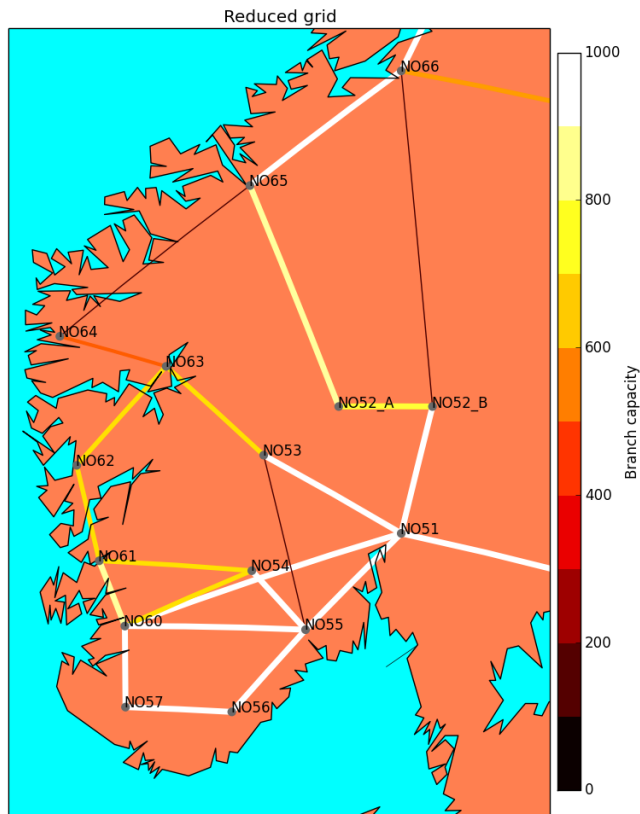 Reduced grid
1000
NO66
NO65
800
NO64
600
NO63
NO52_A
NO52_B
Branch capacity
NO53
NO62
400
NO51
NO61
NO54
NO60
NO55
200
NO57
NO56
0